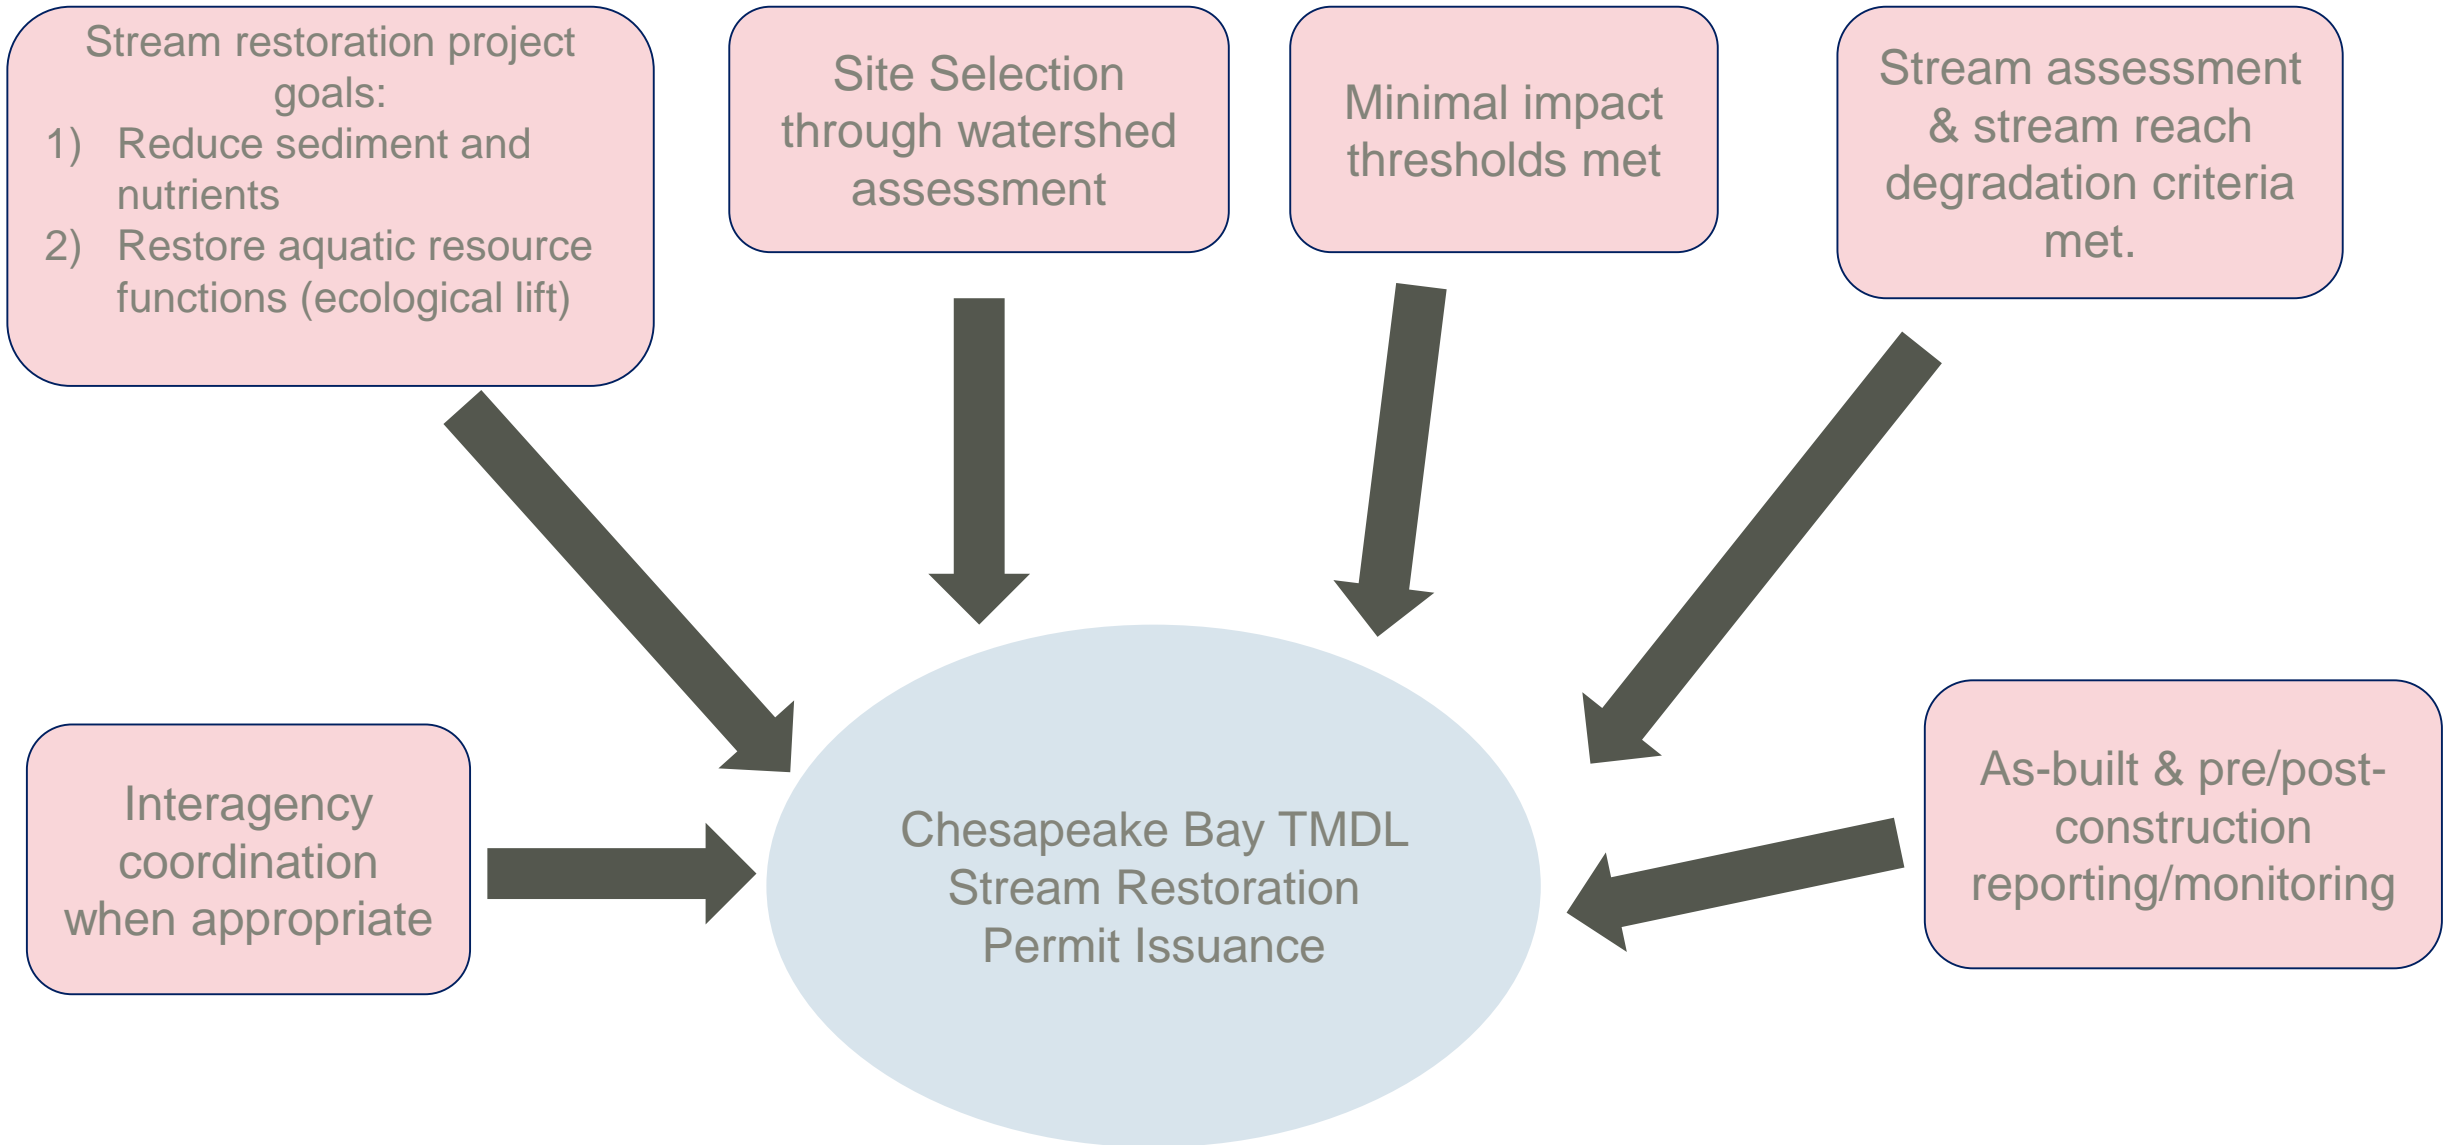 Stream restoration project
goals:
1) Reduce sediment and
nutrients
2) Restore aquatic resource
functions (ecological lift)
Site Selection
through watershed
assessment
Minimal impact
thresholds met
Stream assessment
& stream reach
degradation criteria
met.
Interagency
coordination
when appropriate
Chesapeake Bay TMDL
Stream Restoration
Permit Issuance
As-built & pre/post-
construction
reporting/monitoring